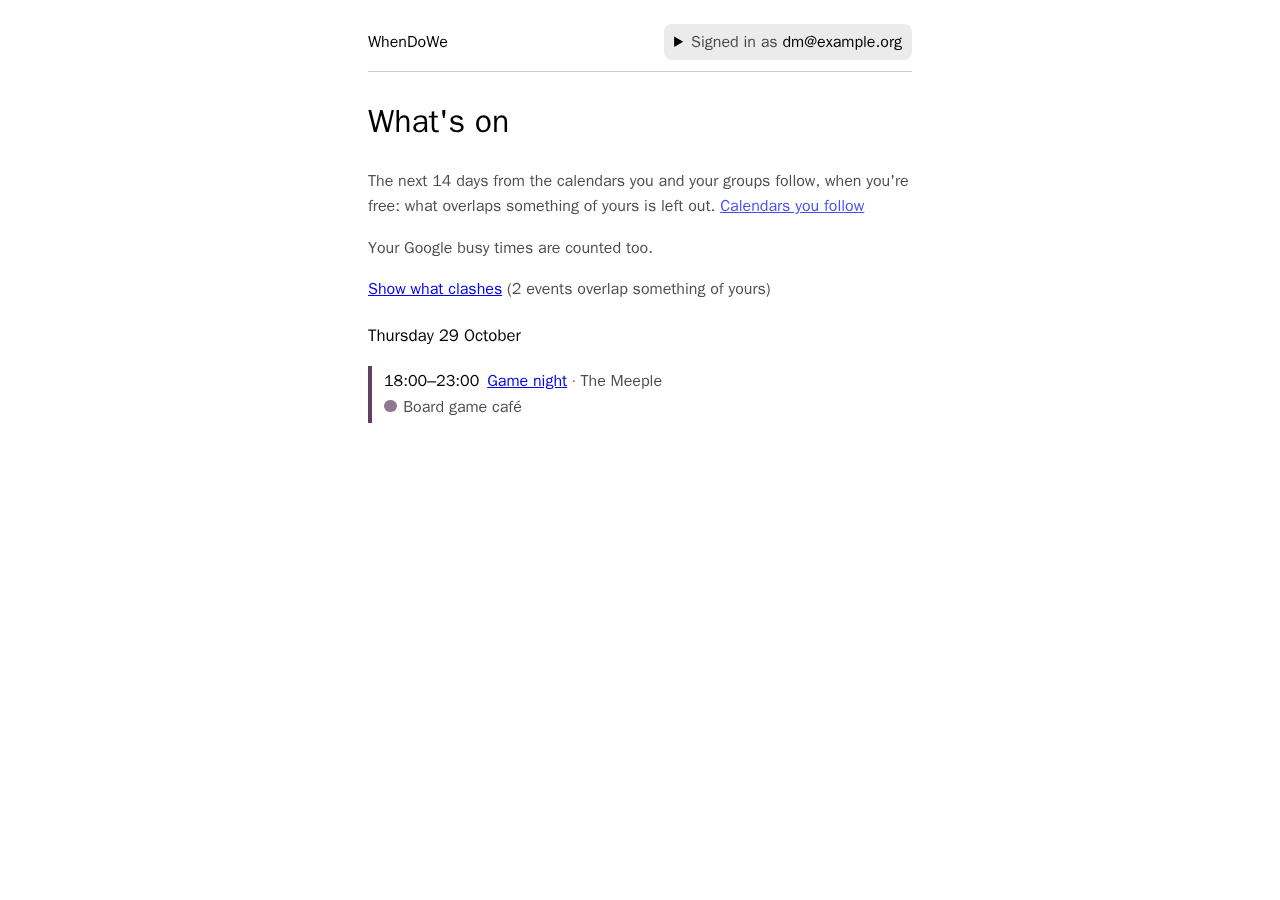 WhenDoWe
Signed in as dm@example.org
What's on
The next 14 days from the calendars you and your groups follow, when you're
free: what overlaps something of yours is left out. Calendars you follow
Your Google busy times are counted too.
Show what clashes (2 events overlap something of yours)
Thursday 29 October
18:00–23:00 Game night · The Meeple
Board game café